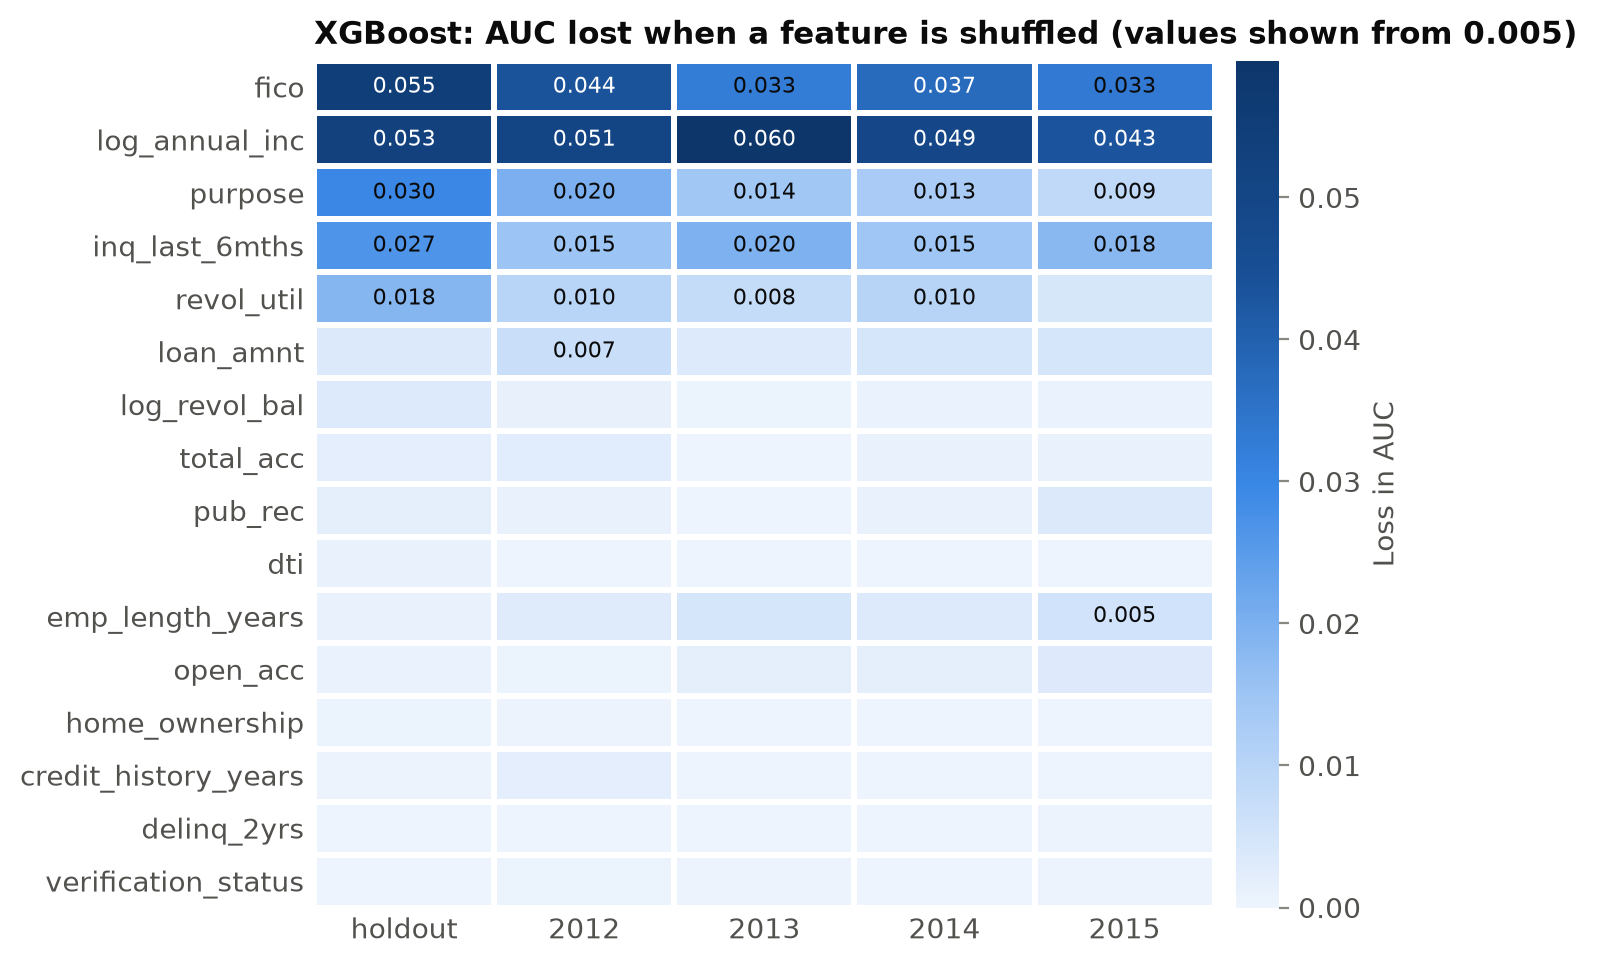 XGBoost: AUC lost when a feature is shuffled (values shown from 0.005)
fico 0.055 0.044 0.033 0.037 0.033
log_annual_inc 0.053 0.051 0.060 0.049 0.043
purpose 0.030 0.020 0.014 0.013 0.009
inq_last_6mths 0.027 0.015 0.020 0.015 0.018
revol_util 0.018 0.010 0.008 0.010
loan_amnt 0.007
log_revol_bal
total_acc
pub_rec
dti
emp_length_years 0.005
open_acc
home_ownership
credit_history_years
delinq_2yrs
verification_status
holdout 2012 2013 2014 2015
0.05
0.04
0.03
0.02
0.01
0.00
Loss in AUC